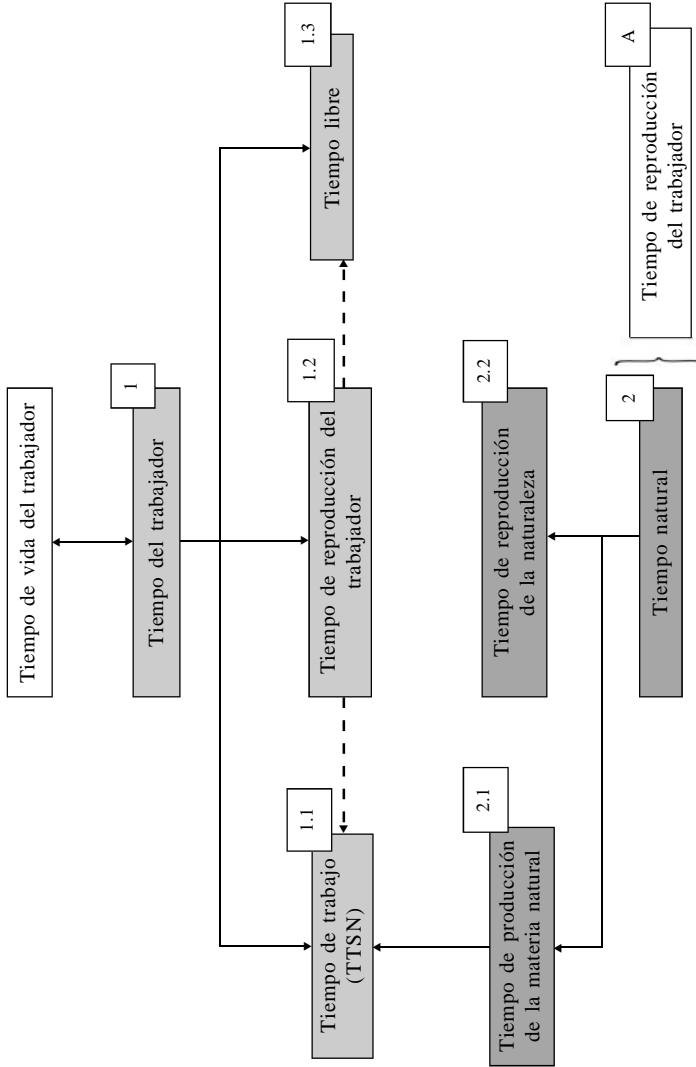 Tiempo de vida del trabajador
1
Tiempo del trabajador
1.1
Tiempo de trabajo
(TTSN)
1.2
Tiempo de reproducción del
trabajador
1.3
Tiempo libre
2.1
Tiempo de producción
de la materia natural
2.2
Tiempo de reproducción
de la naturaleza
2
Tiempo natural
A
Tiempo de reproducción
del trabajador